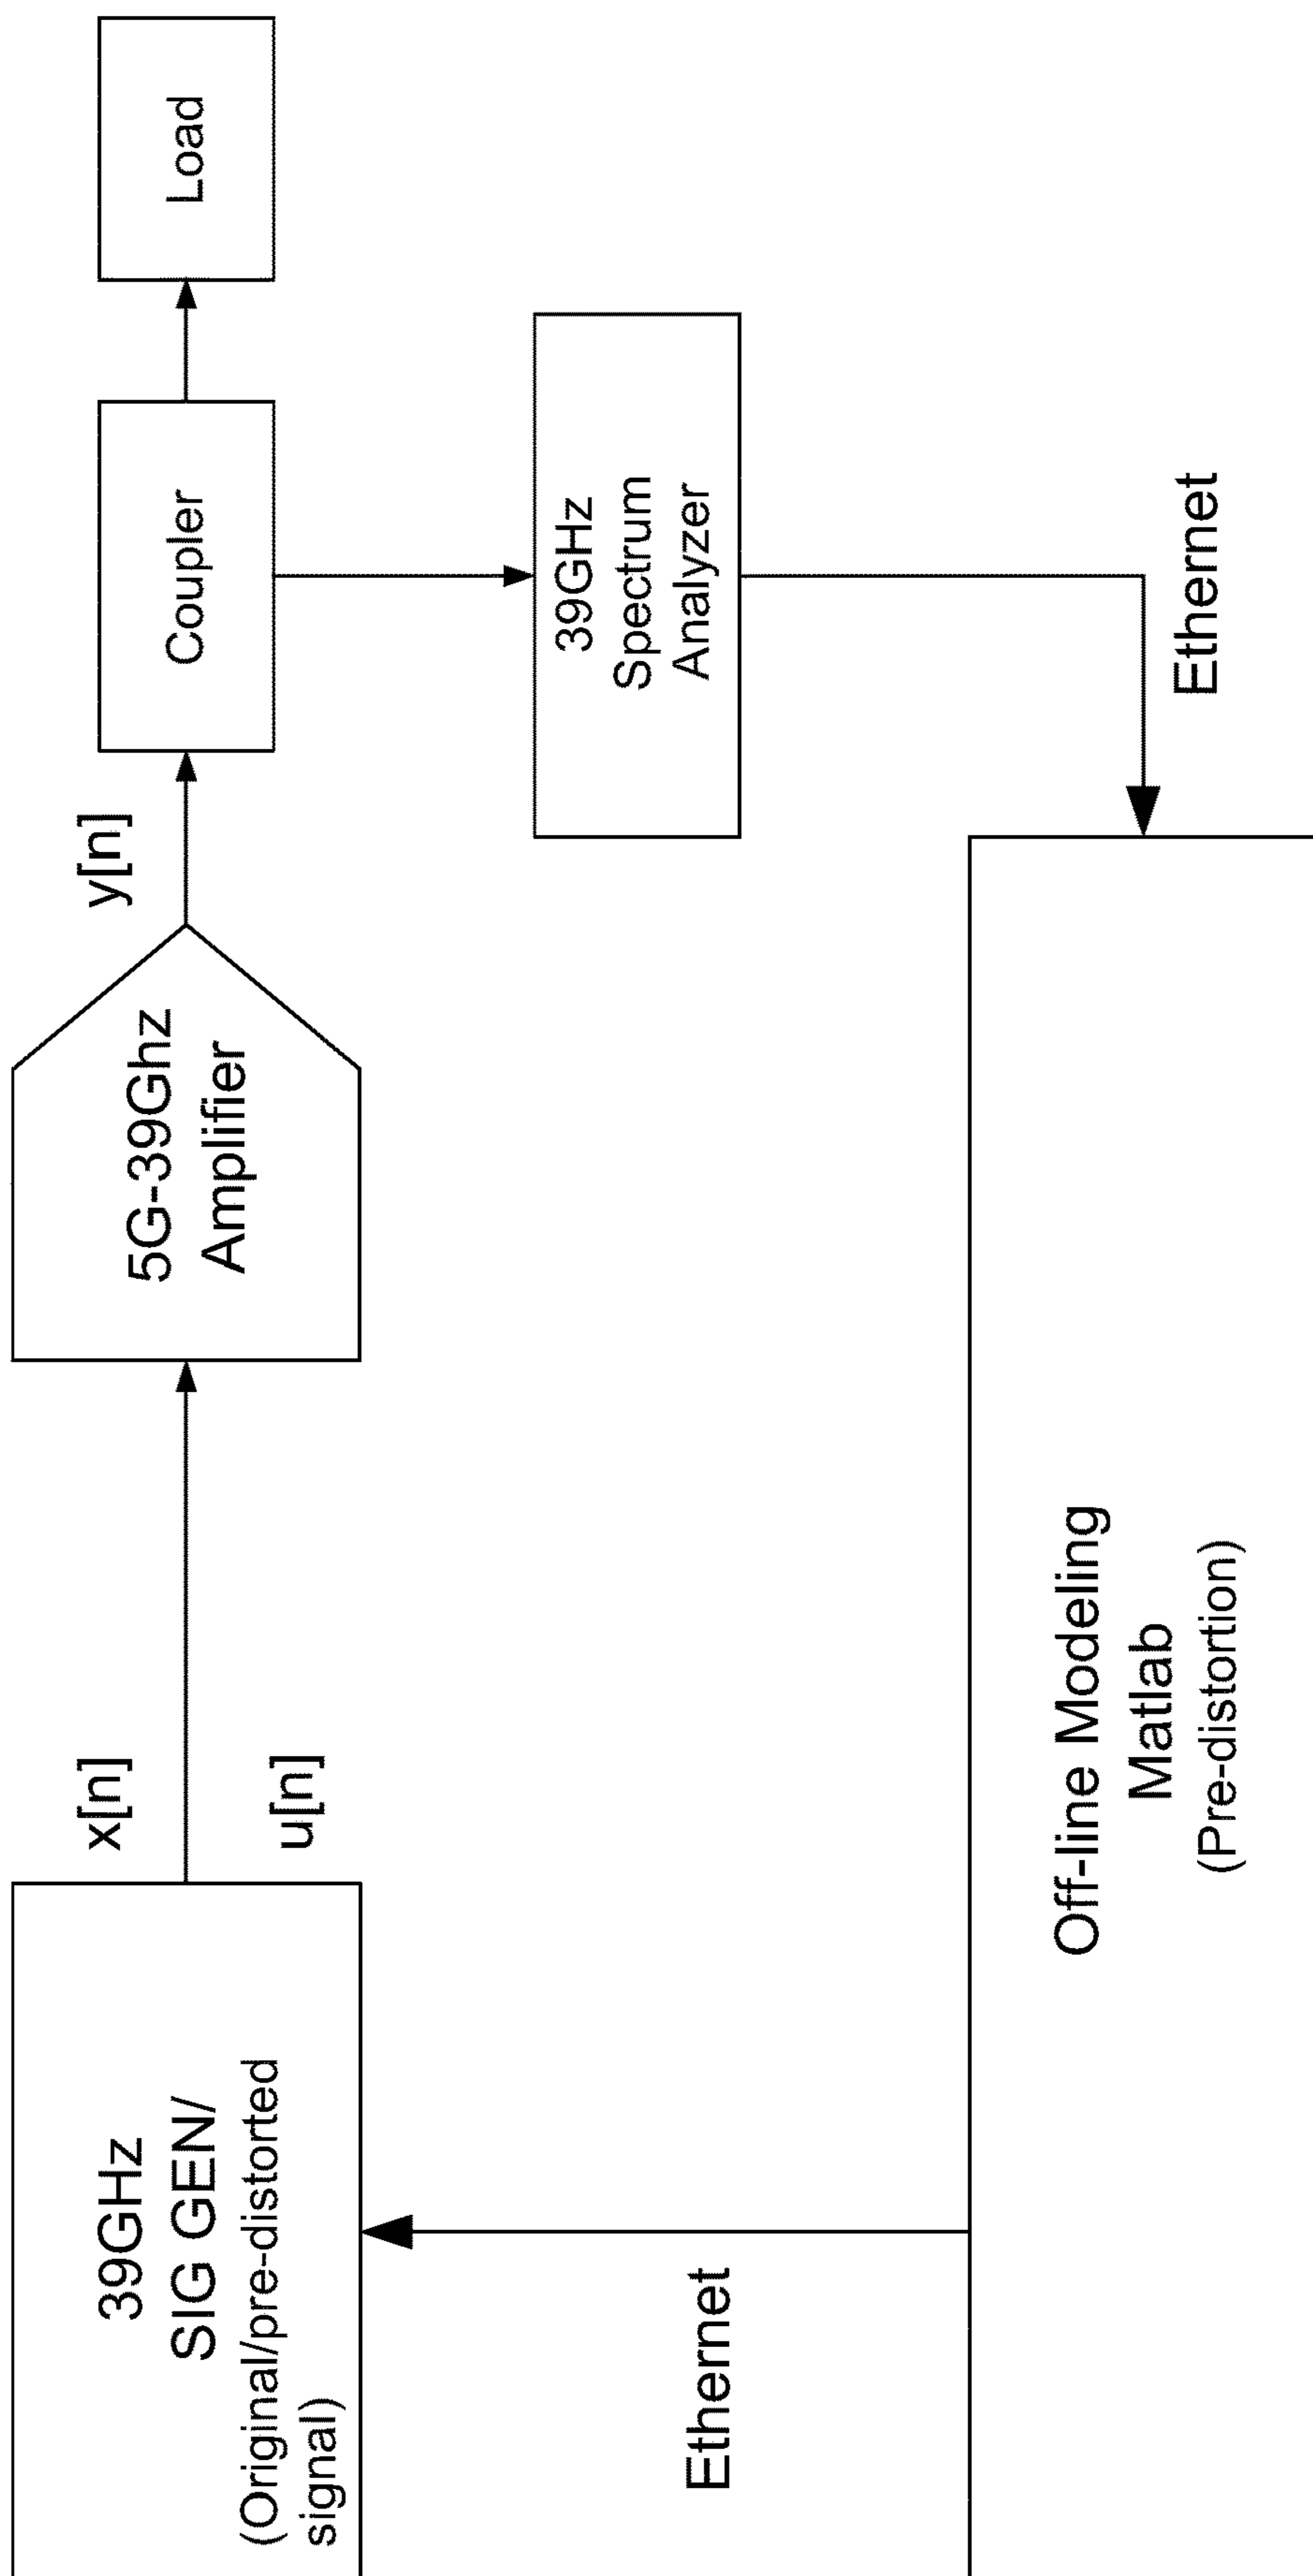 39GHz
SIG GEN/
(Original/pre-distorted
signal)
x[n]
u[n]
5G-39Ghz
Amplifier
y[n]
Coupler
Load
39GHz
Spectrum
Analyzer
Ethernet
Ethernet
Off-line Modeling
Matlab
(Pre-distortion)